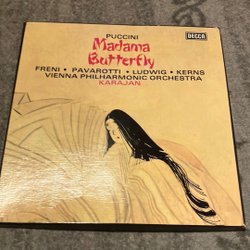 PUCCINI
DECCA
Madama
Butterfly
FRENI • PAVAROTTI • LUDWIG • KERNS
VIENNA PHILHARMONIC ORCHESTRA
KARAJAN